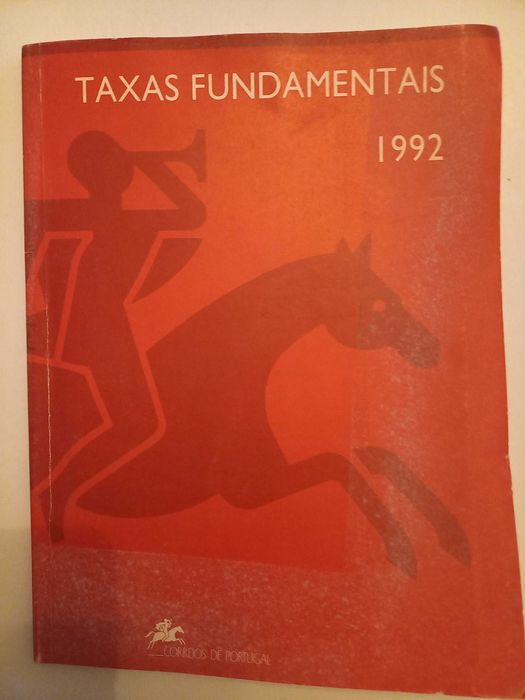 TAXAS FUNDAMENTAIS
1992
CORREIOS DE PORTUGAL